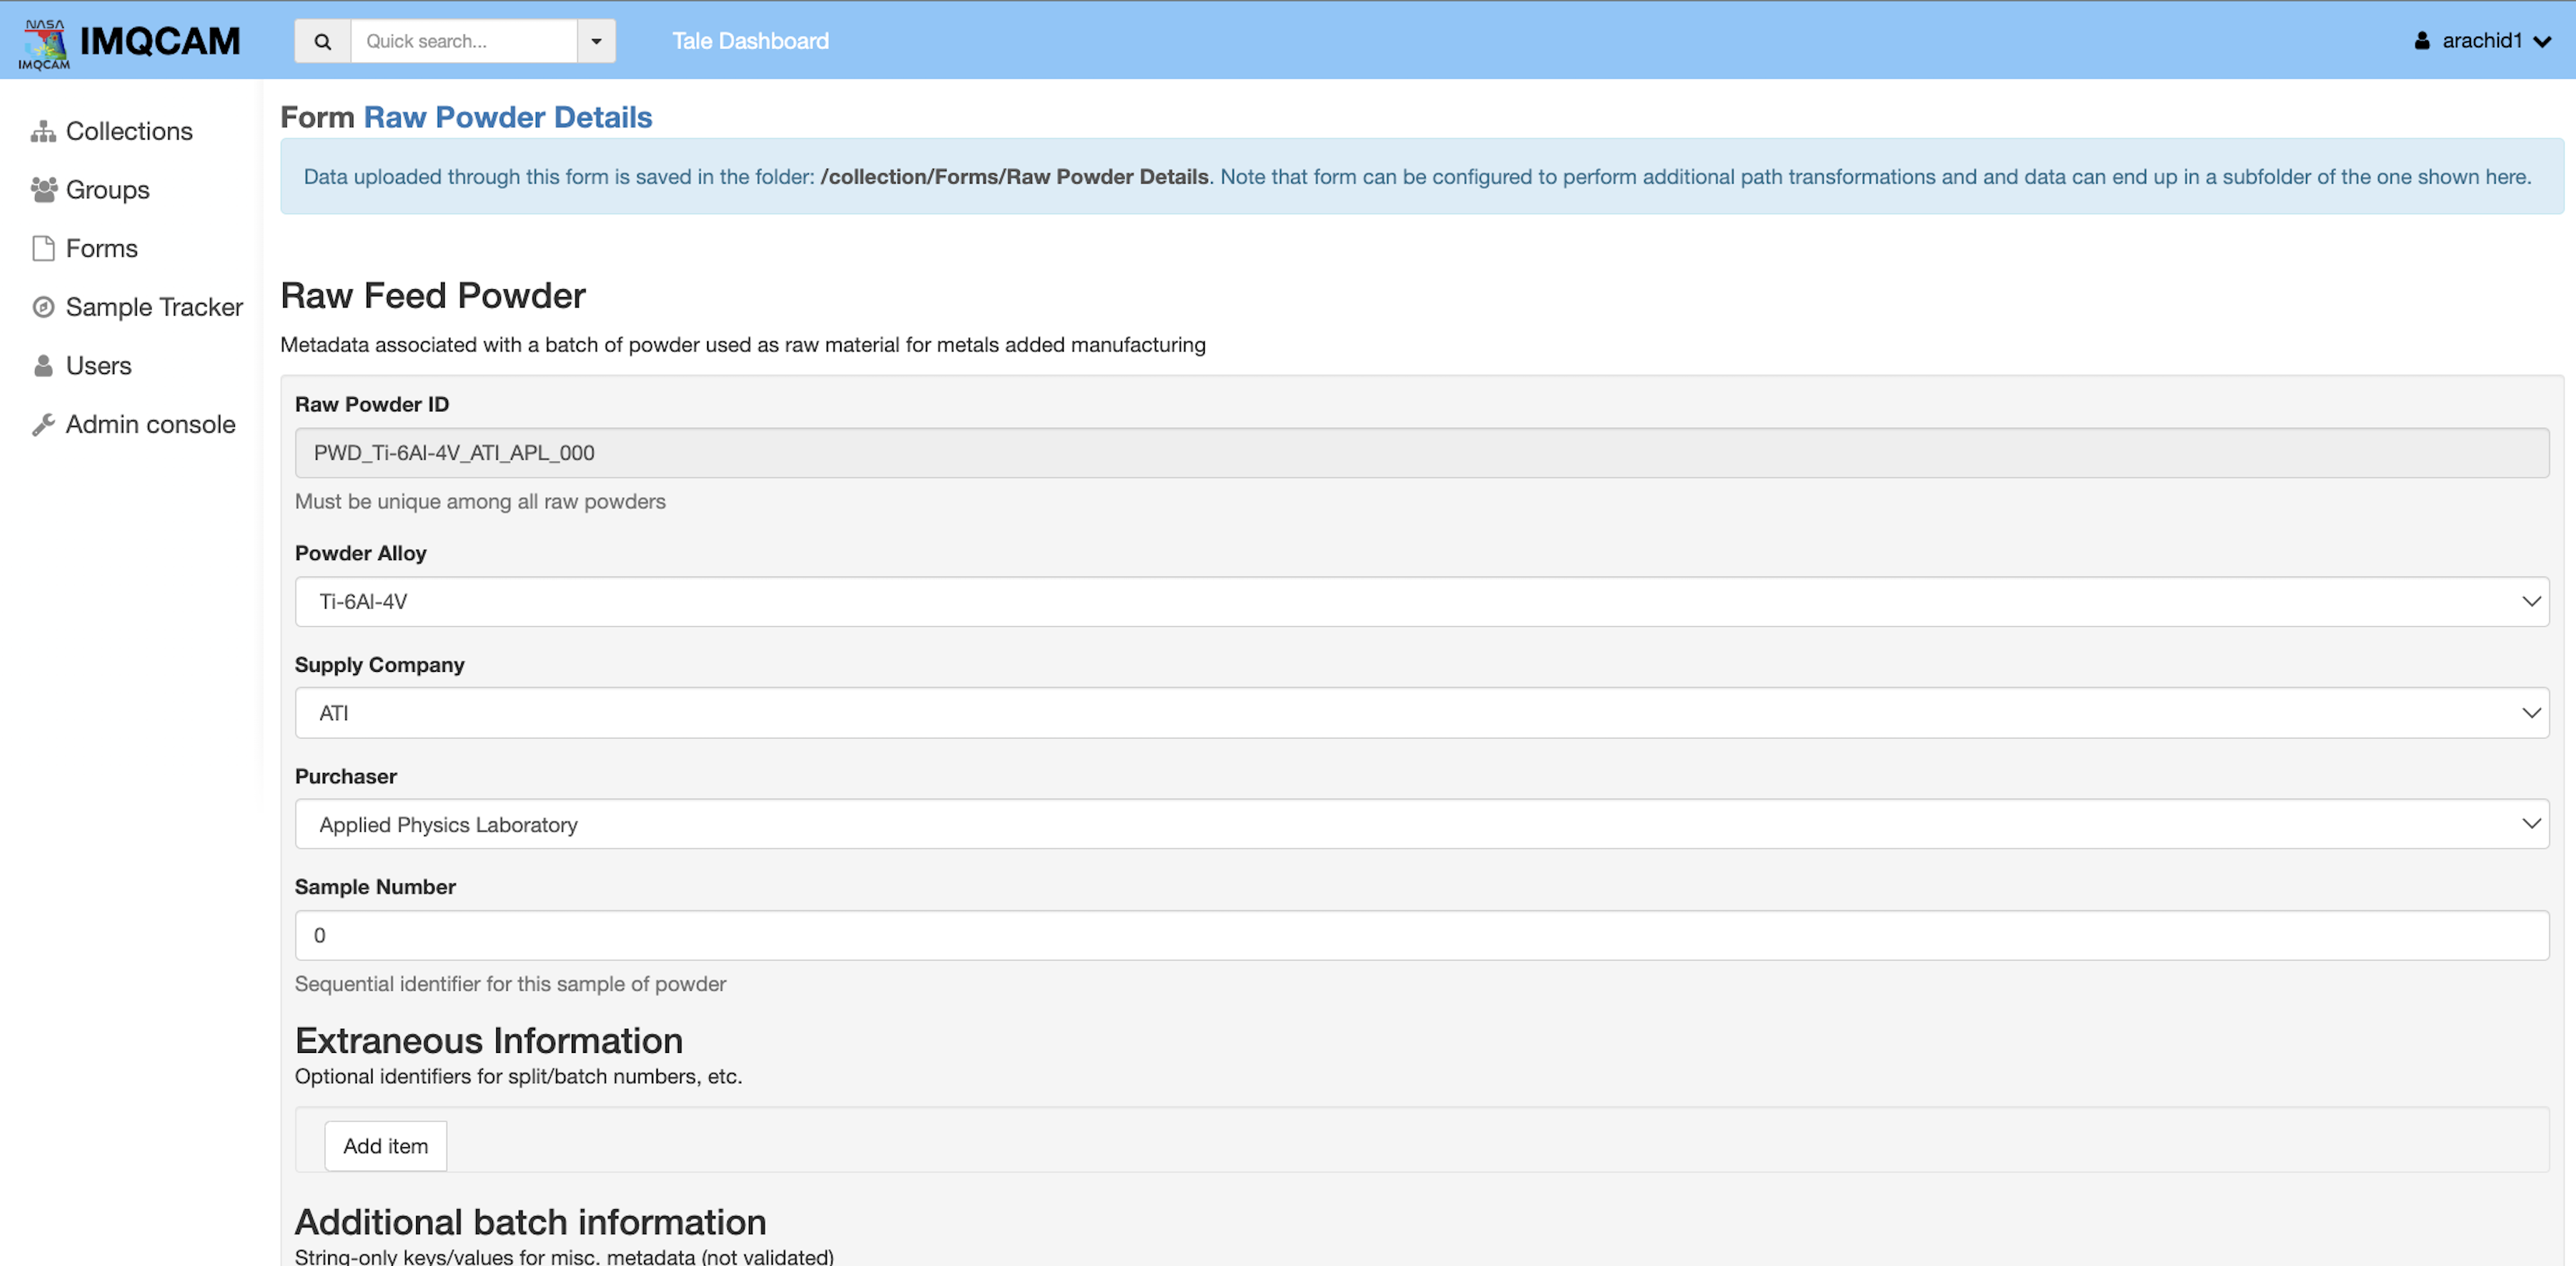 NASA
IMQCAM
IMQCAM
Quick search...
Tale Dashboard
arachid1
Collections
Groups
Forms
Sample Tracker
Users
Admin console
Form Raw Powder Details
Data uploaded through this form is saved in the folder: /collection/Forms/Raw Powder Details. Note that form can be configured to perform additional path transformations and and data can end up in a subfolder of the one shown here.
Raw Feed Powder
Metadata associated with a batch of powder used as raw material for metals added manufacturing
Raw Powder ID
PWD_Ti-6Al-4V_ATI_APL_000
Must be unique among all raw powders
Powder Alloy
Ti-6Al-4V
Supply Company
ATI
Purchaser
Applied Physics Laboratory
Sample Number
0
Sequential identifier for this sample of powder
Extraneous Information
Optional identifiers for split/batch numbers, etc.
Add item
Additional batch information
String-only keys/values for misc. metadata (not validated)